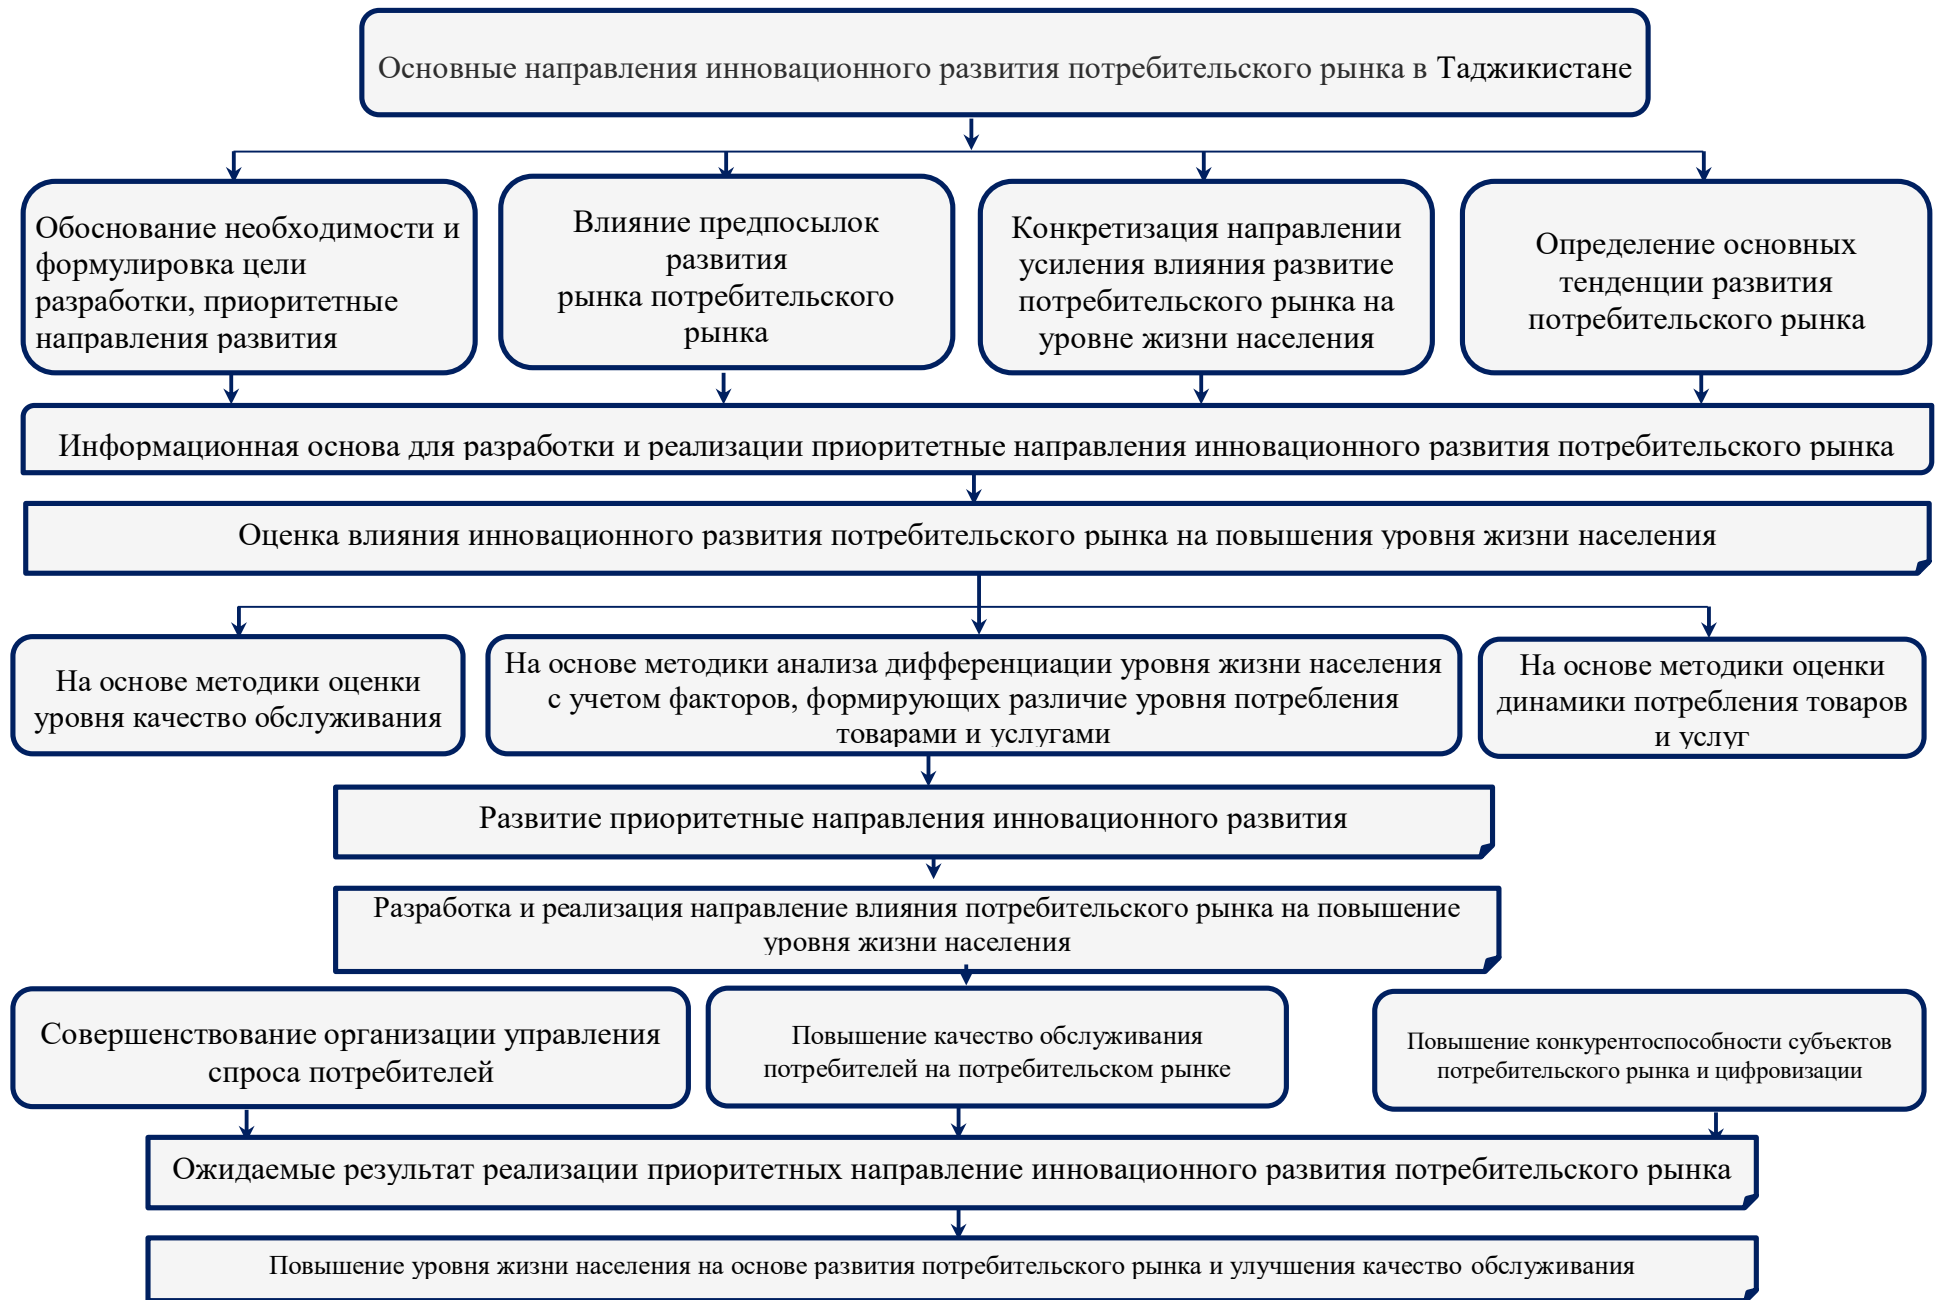 Основные направления инновационного развития потребительского рынка в Таджикистане
Обоснование необходимости и
формулировка цели
разработки, приоритетные
направления развития
Влияние предпосылок
развития
рынка потребительского
рынка
Конкретизация направлении
усиления влияния развитие
потребительского рынка на
уровне жизни населения
Определение основных
тенденции развития
потребительского рынка
Информационная основа для разработки и реализации приоритетные направления инновационного развития потребительского рынка
Оценка влияния инновационного развития потребительского рынка на повышения уровня жизни населения
На основе методики оценки
уровня качество обслуживания
На основе методики анализа дифференциации уровня жизни населения
с учетом факторов, формирующих различие уровня потребления
товарами и услугами
На основе методики оценки
динамики потребления товаров
и услуг
Развитие приоритетные направления инновационного развития
Разработка и реализация направление влияния потребительского рынка на повышение
уровня жизни населения
Совершенствование организации управления
спроса потребителей
Повышение качество обслуживания
потребителей на потребительском рынке
Повышение конкурентоспособности субъектов
потребительского рынка и цифровизации
Ожидаемые результат реализации приоритетных направление инновационного развития потребительского рынка
Повышение уровня жизни населения на основе развития потребительского рынка и улучшения качество обслуживания